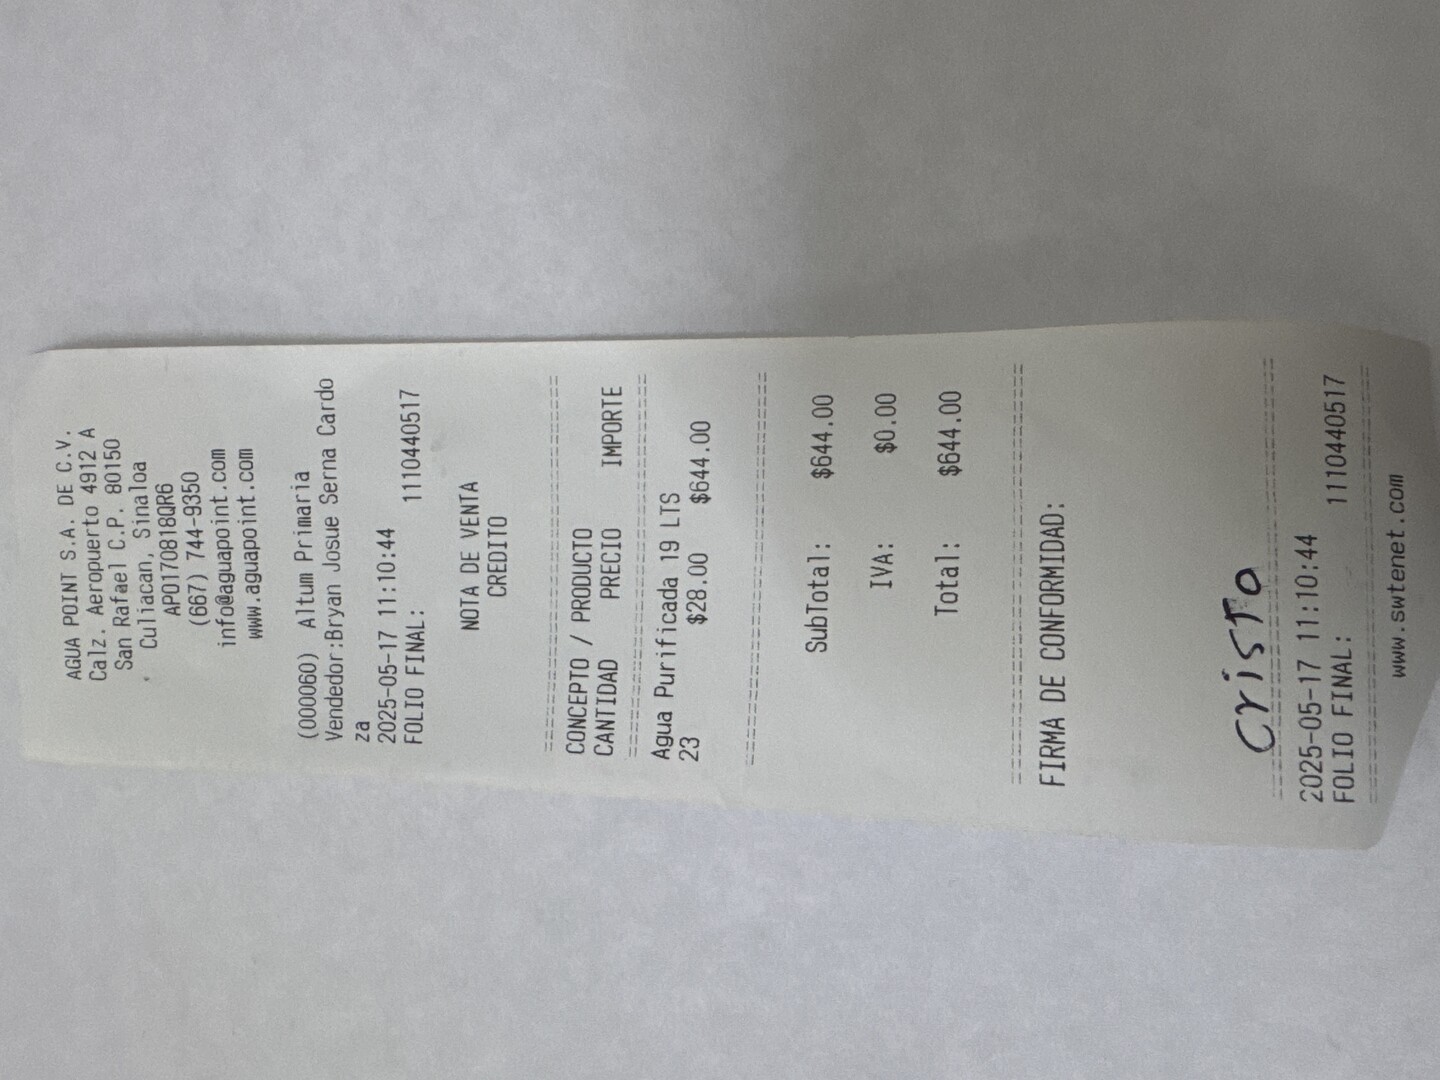 AGUA POINT S.A. DE C.V.
Calz. Aeropuerto 4912 A
San Rafael C.P. 80150
. Culiacan, Sinaloa
APO170818QR6
(667) 744-9350
info@aguapoint.com
www.aguapoint.com
(000060) Altum Primaria
Vendedor:Bryan Josue Serna Cardo
za
2025-05-17 11:10:44
FOLIO FINAL: 1110440517
NOTA DE VENTA
CREDITO
CONCEPTO / PRODUCTO
CANTIDAD PRECIO IMPORTE
Agua Purificada 19 LTS
23 $28.00 $644.00
SubTotal: $644.00
IVA: $0.00
Total: $644.00
FIRMA DE CONFORMIDAD:
Cristo
2025-05-17 11:10:44
FOLIO FINAL: 1110440517
www.swtenet.com